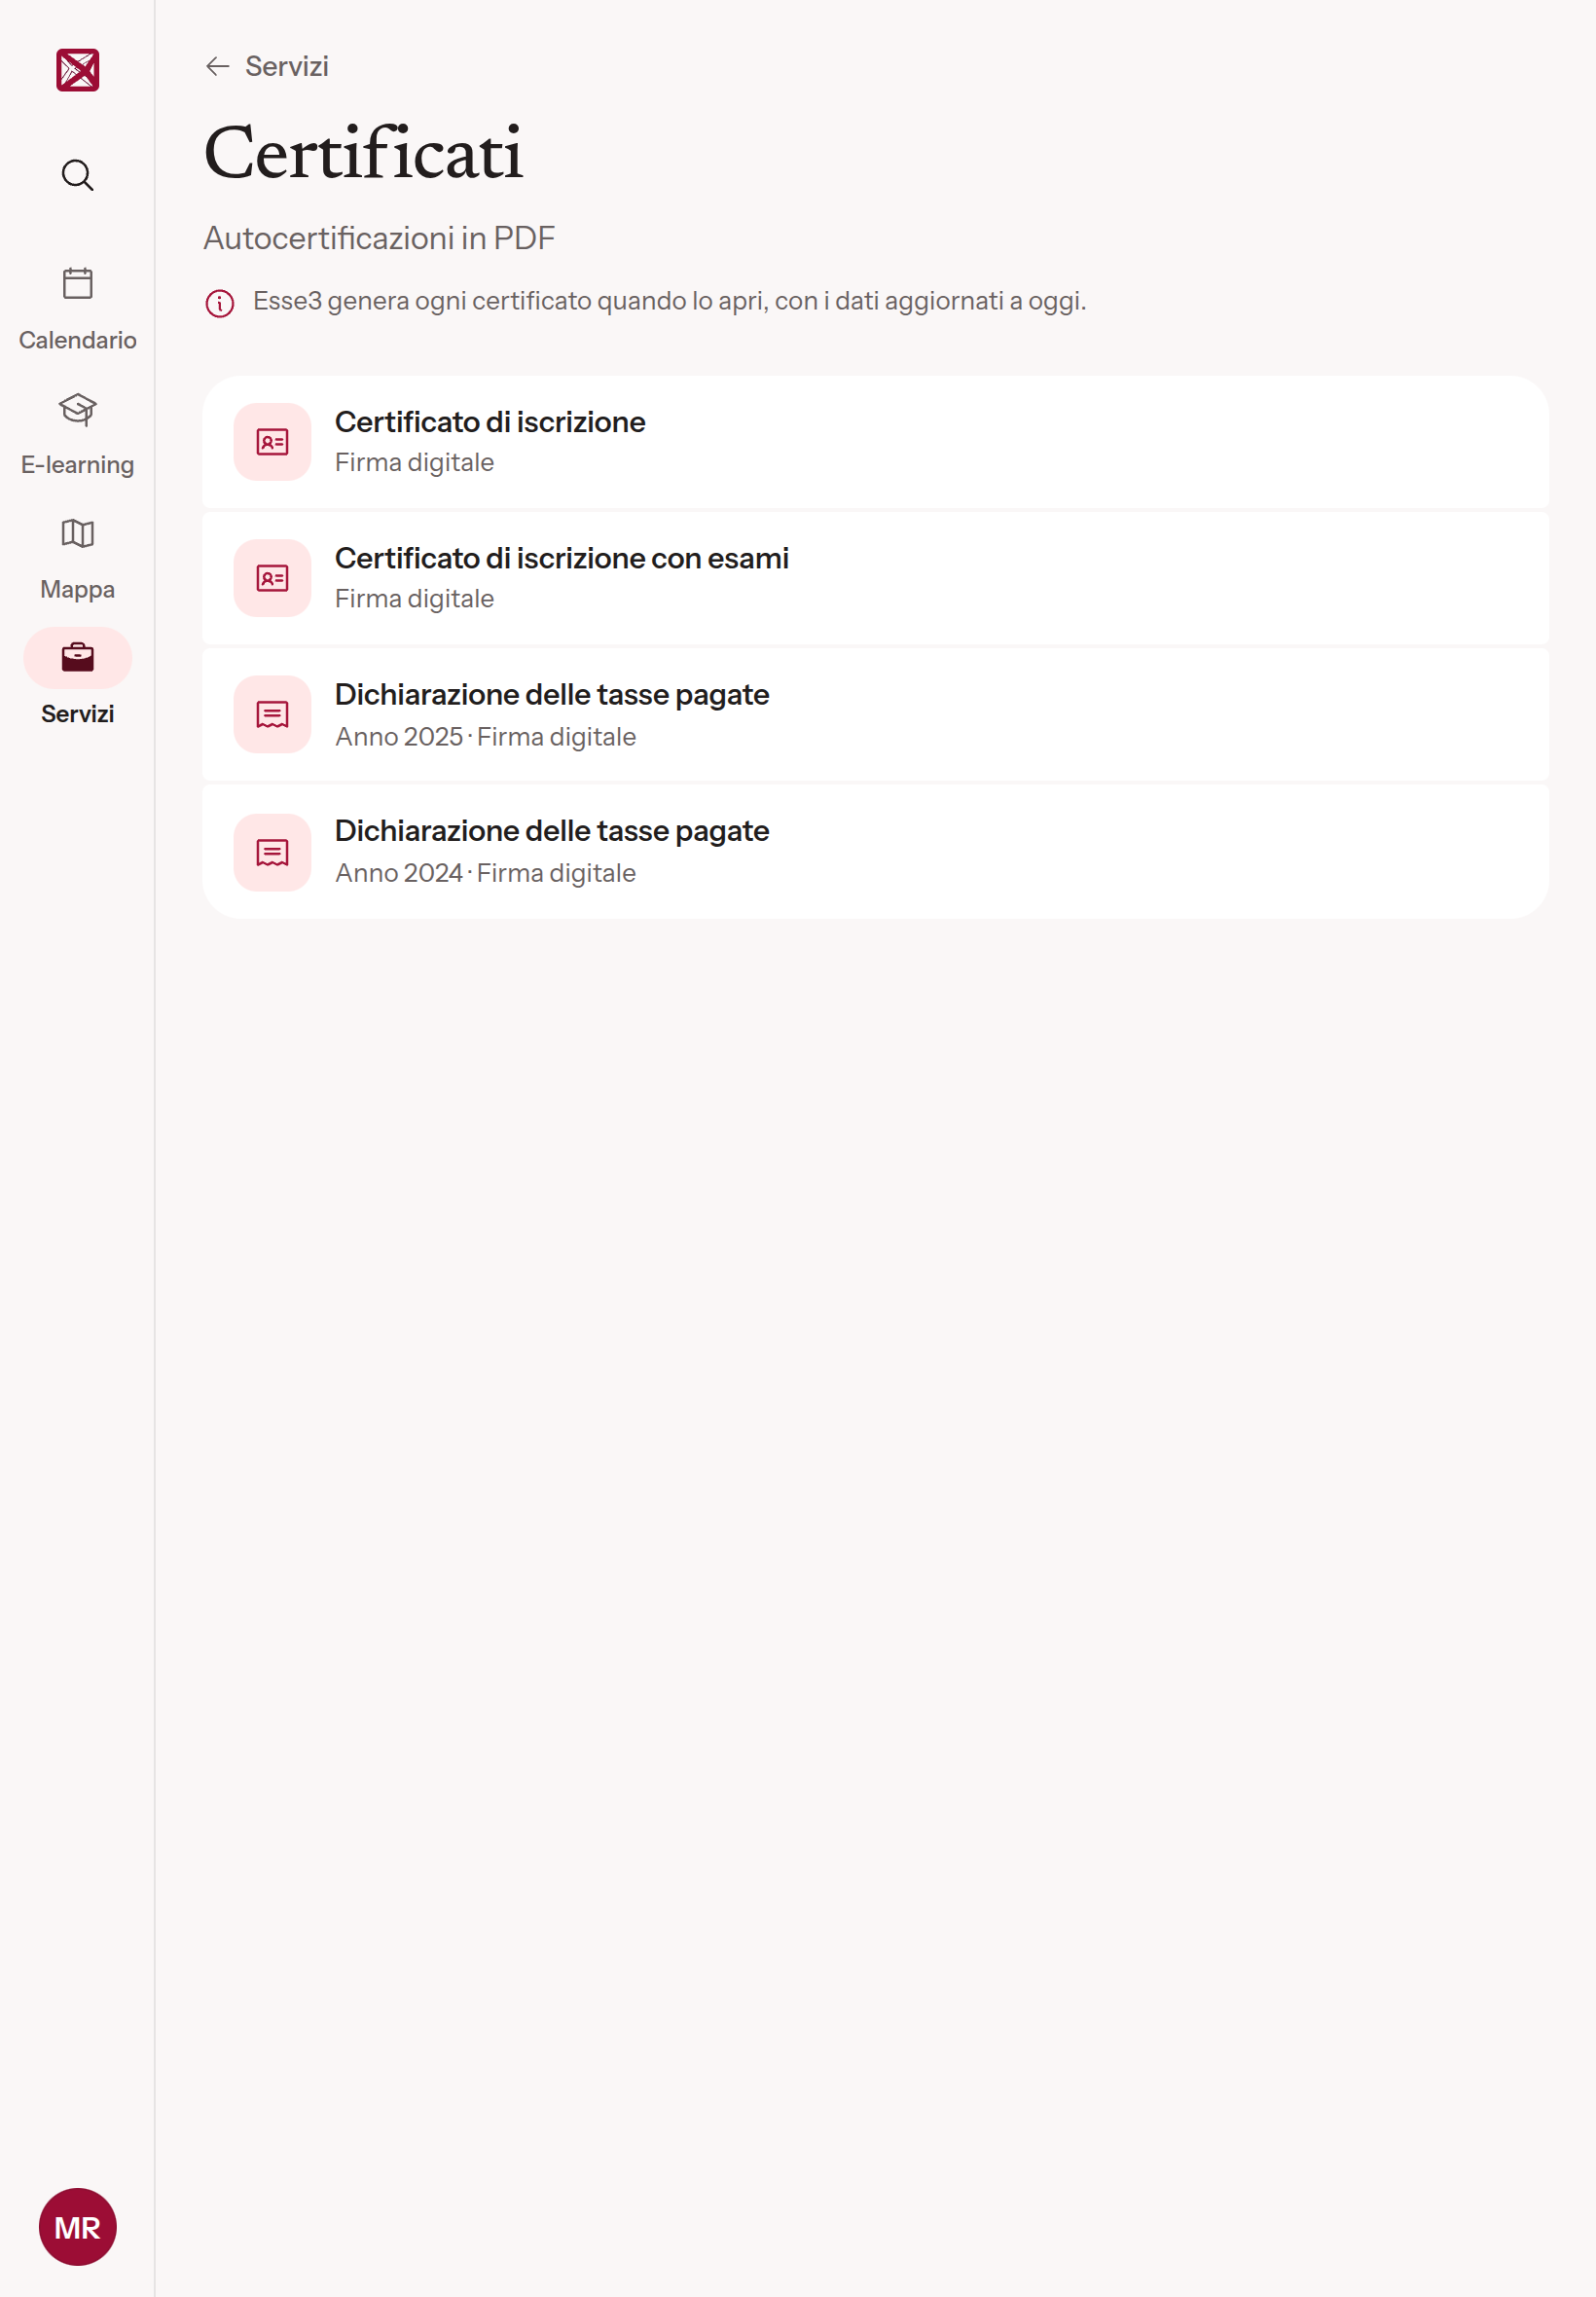 Servizi
Certificati
Autocertificazioni in PDF
Esse3 genera ogni certificato quando lo apri, con i dati aggiornati a oggi.
Calendario
E-learning
Mappa
Servizi
Certificato di iscrizione
Firma digitale
Certificato di iscrizione con esami
Firma digitale
Dichiarazione delle tasse pagate
Anno 2025 · Firma digitale
Dichiarazione delle tasse pagate
Anno 2024 · Firma digitale
MR